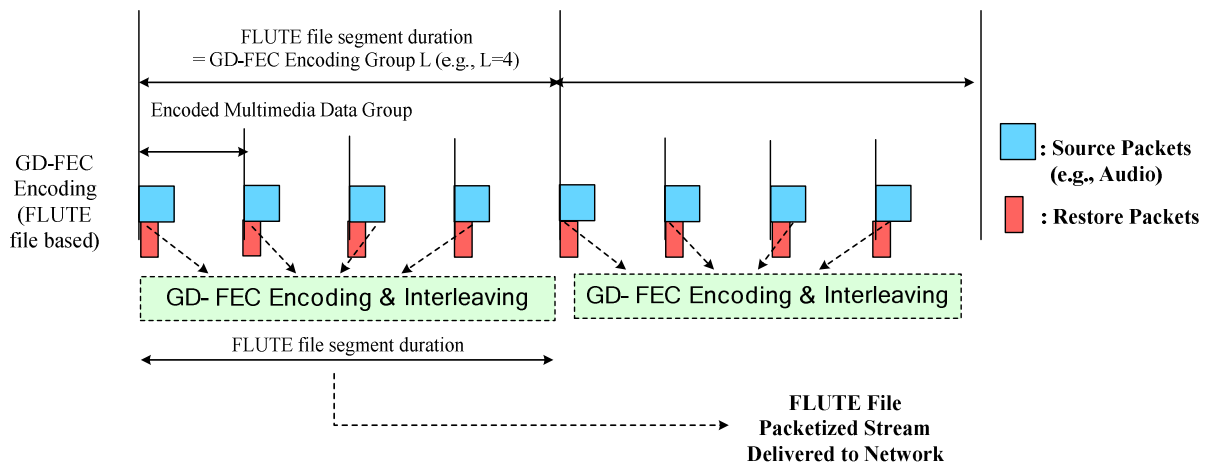 FLUTE file segment duration
= GD-FEC Encoding Group L (e.g., L=4)
Encoded Multimedia Data Group
GD-FEC
Encoding
(FLUTE
file based)
: Source Packets
(e.g., Audio)
: Restore Packets
GD- FEC Encoding & Interleaving
GD- FEC Encoding & Interleaving
FLUTE file segment duration
FLUTE File
Packetized Stream
Delivered to Network